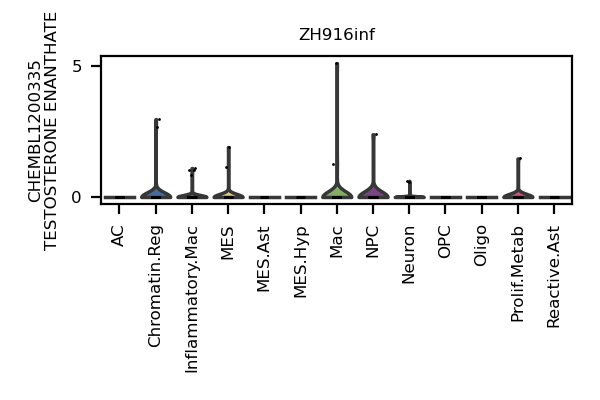 ZH916inf
CHEMBL1200335
TESTOSTERONE ENANTHATE
5
0
AC
Chromatin.Reg
Inflammatory.Mac
MES
MES.Ast
MES.Hyp
Mac
NPC
Neuron
OPC
Oligo
Prolif.Metab
Reactive.Ast